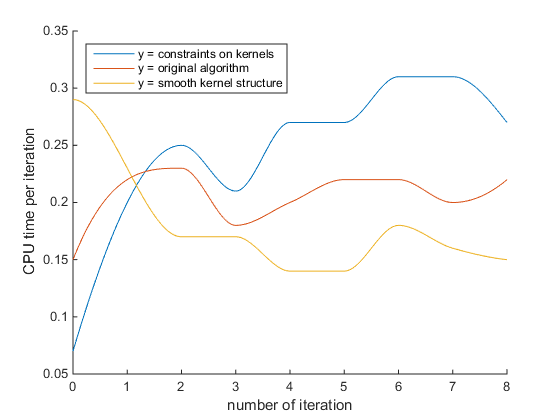 0.35
0.3
0.25
0.2
0.15
0.1
0.05
y = constraints on kernels
y = original algorithm
y = smooth kernel structure
CPU time per iteration
0 1 2 3 4 5 6 7 8
number of iteration